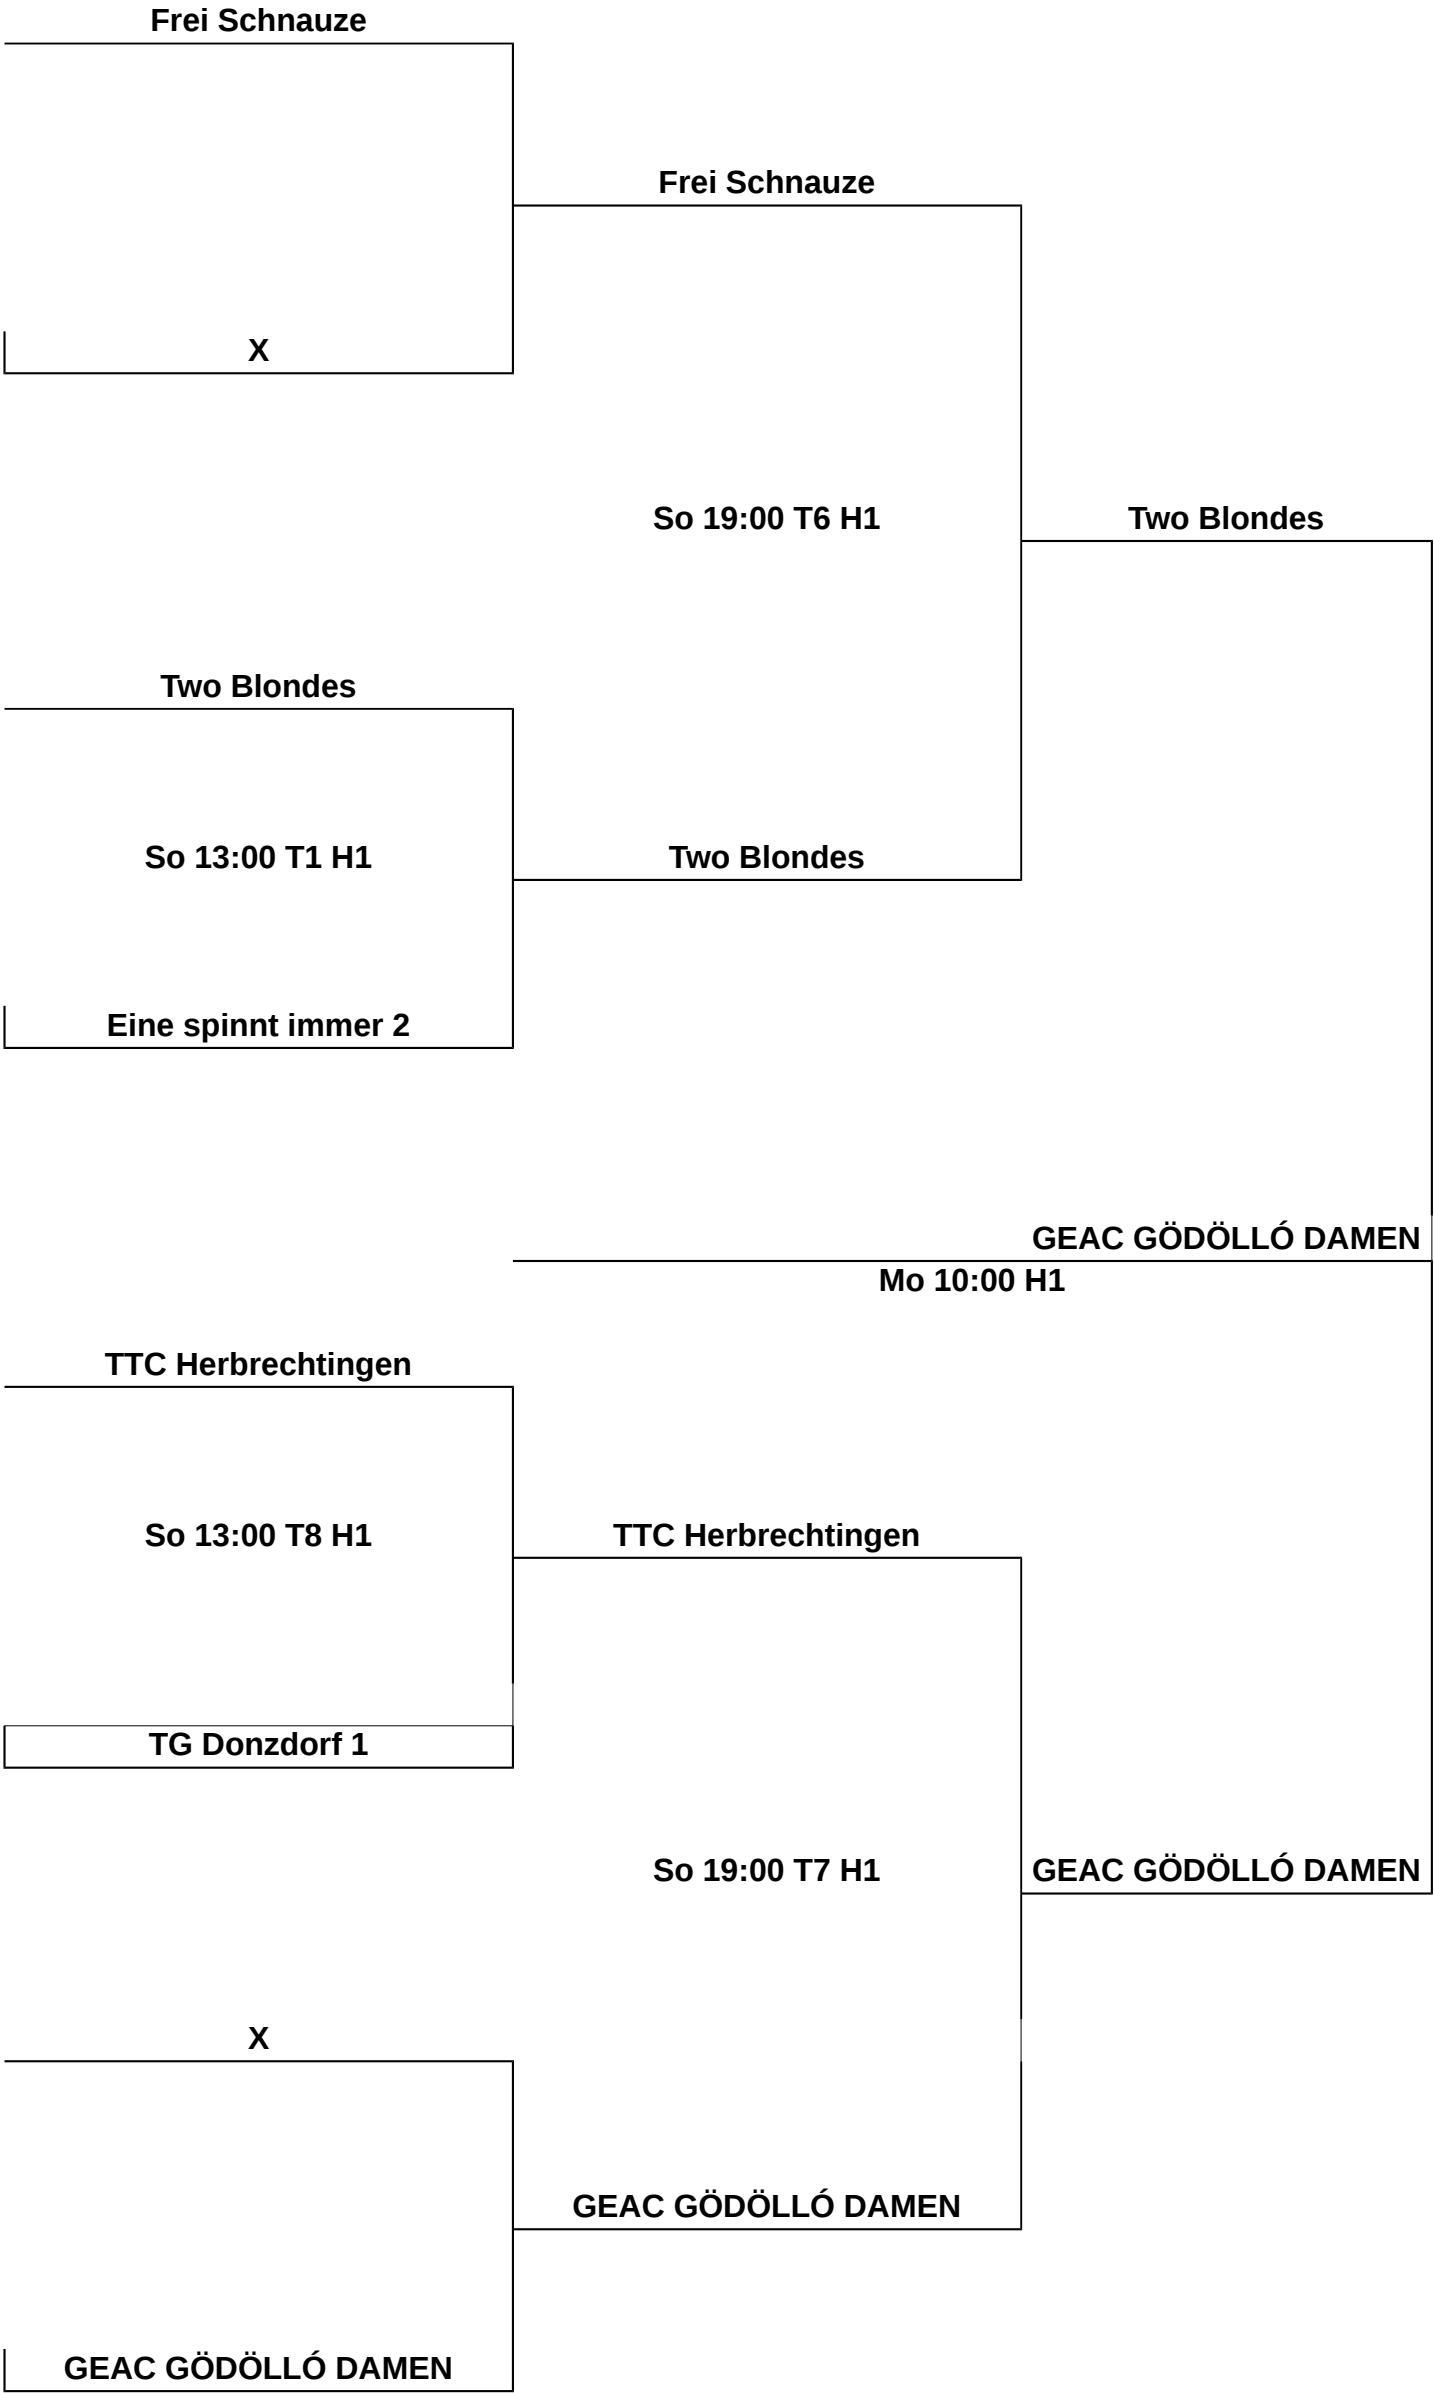 Frei Schnauze
Frei Schnauze
X
So 19:00 T6 H1
Two Blondes
Two Blondes
So 13:00 T1 H1
Two Blondes
Eine spinnt immer 2
GEAC GÖDÖLLÓ DAMEN
Mo 10:00 H1
TTC Herbrechtingen
So 13:00 T8 H1
TTC Herbrechtingen
TG Donzdorf 1
So 19:00 T7 H1
GEAC GÖDÖLLÓ DAMEN
X
GEAC GÖDÖLLÓ DAMEN
GEAC GÖDÖLLÓ DAMEN